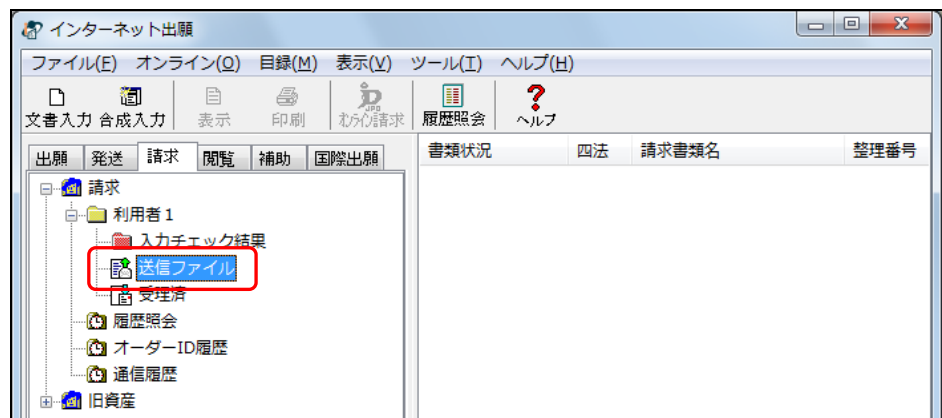 インターネット出願
ファイル(F) オンライン(O) 目録(M) 表示(V) ツール(T) ヘルプ(H)
文書入力 合成入力 表示 印刷 オンライン請求 履歴照会 ヘルプ
出願 発送 請求 閲覧 補助 国際出願
書類状況 四法 請求書類名 整理番号
請求
利用者1
入力チェック結果
送信ファイル
受理済
履歴照会
オーダーID履歴
通信履歴
旧資産